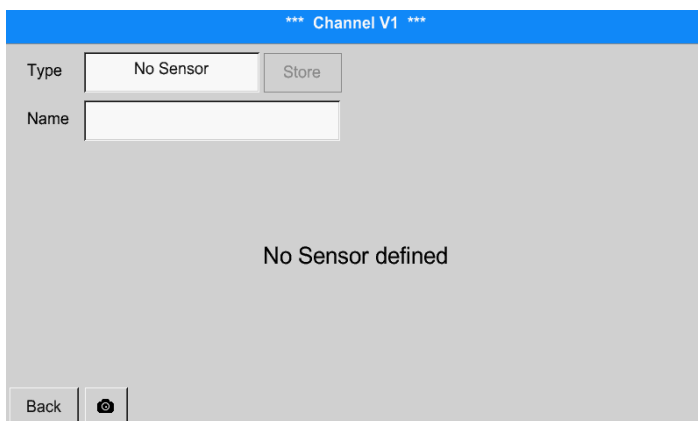 *** Channel V1 ***
Type No Sensor Store
Name
No Sensor defined
Back